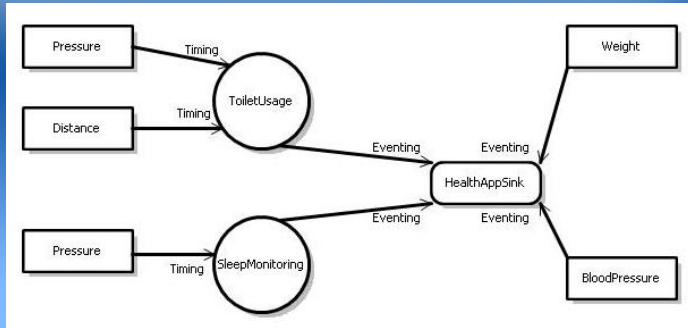 Pressure
Timing
Weight
ToiletUsage
Distance
Timing
Eventing
Eventing
HealthAppSink
Eventing
Eventing
Pressure
Timing
SleepMonitoring
BloodPressure